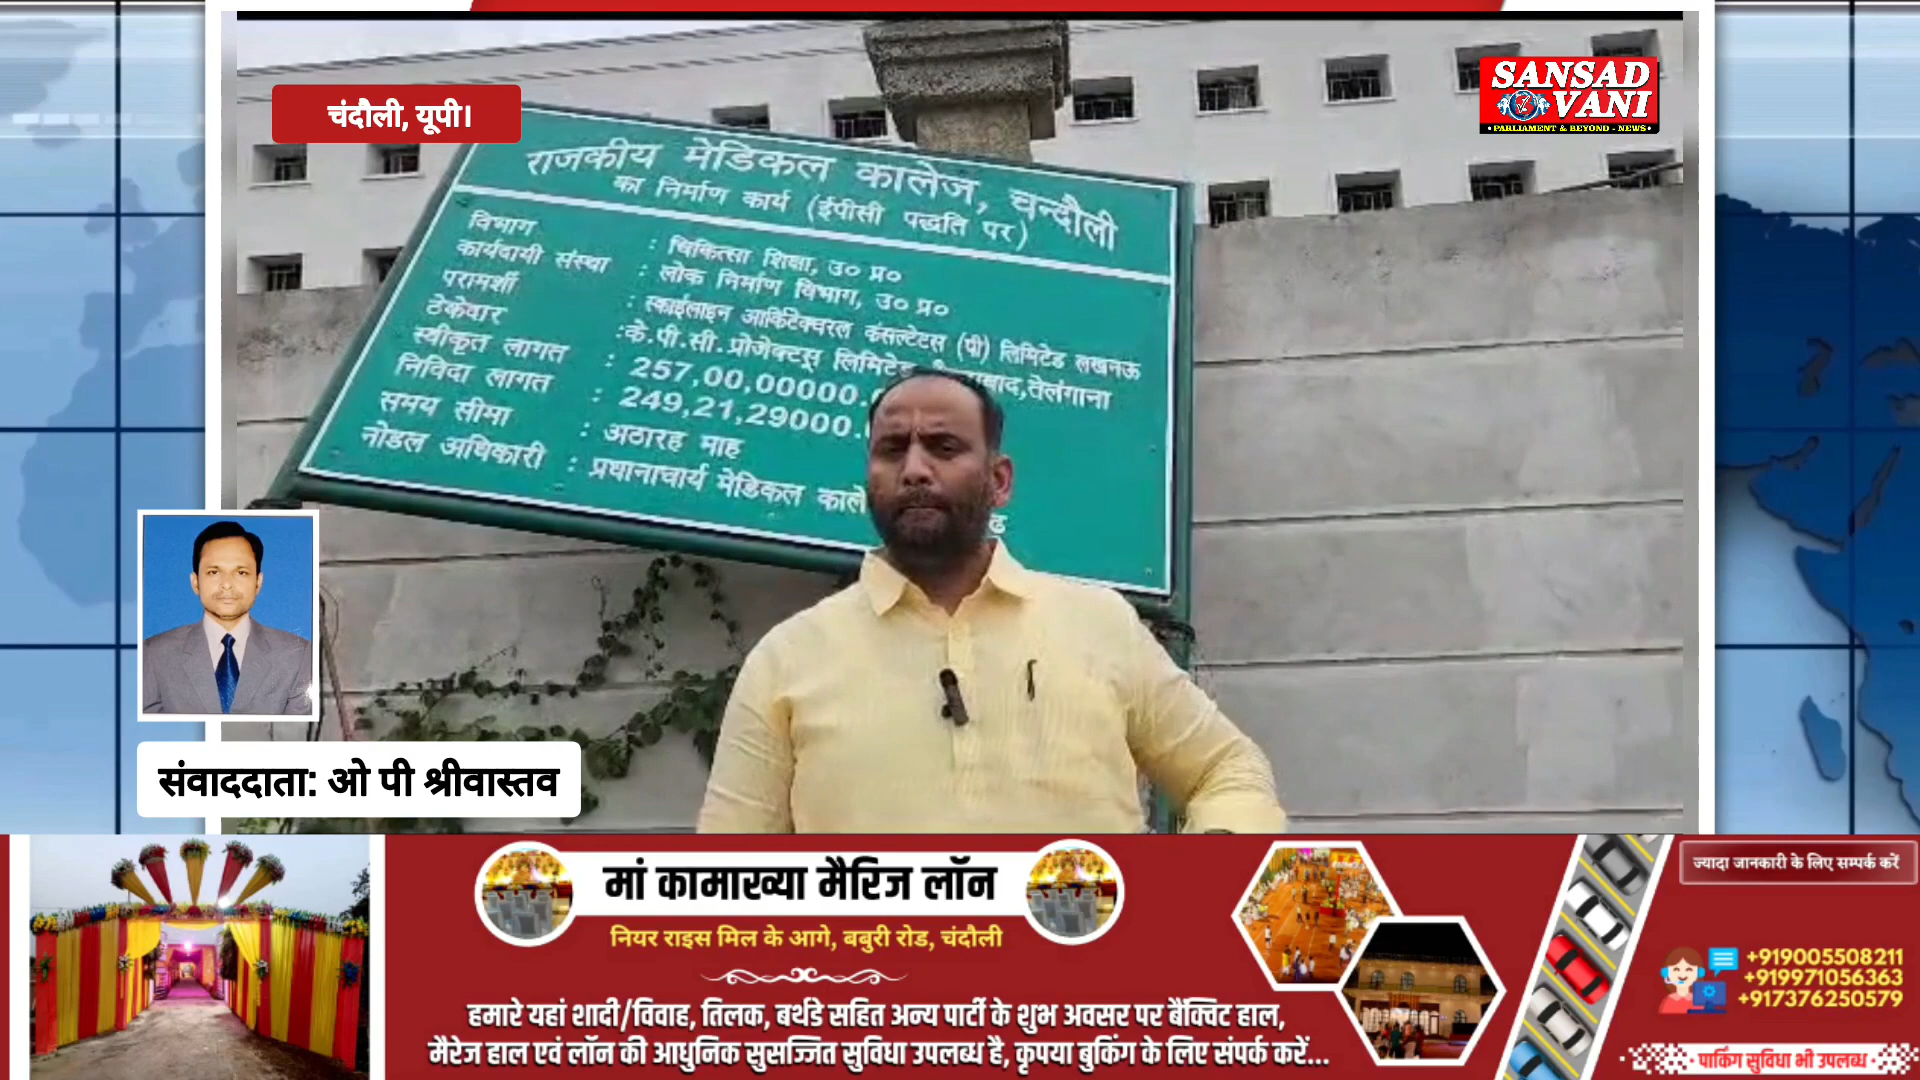 चंदौली, यूपी।
SANSAD
VANI
• PARLIAMENT & BEYOND - NEWS •
राजकीय मेडिकल कालेज, चन्दौली
का निर्माण कार्य (ईपीसी पद्धति पर)
विभाग : चिकित्सा शिक्षा, उ० प्र०
कार्यदायी संस्था : लोक निर्माण विभाग, उ० प्र०
परामर्शी : स्काईलाइन आर्किटेक्चरल कंसल्टेंटस (पी) लिमिटेड लखनऊ
ठेकेदार :के.पी.सी.प्रोजेक्टस् लिमिटेड तेलंगाना
स्वीकृत लागत : 257,00,00000.
निविदा लागत : 249,21,29000.
समय सीमा : अठारह माह
नोडल अधिकारी : प्रधानाचार्य मेडिकल
संवाददाता: ओ पी श्रीवास्तव
मां कामाख्या मैरिज लॉन
नियर राइस मिल के आगे, बबुरी रोड, चंदौली
हमारे यहां शादी/विवाह, तिलक, बर्थडे सहित अन्य पार्टी के शुभ अवसर पर बैंक्विट हाल,
मैरेज हाल एवं लॉन की आधुनिक सुसज्जित सुविधा उपलब्ध है, कृपया बुकिंग के लिए संपर्क करें...
ज्यादा जानकारी के लिए सम्पर्क करें
+919005508211
+919971056363
+917376250579
पार्किंग सुविधा भी उपलब्ध